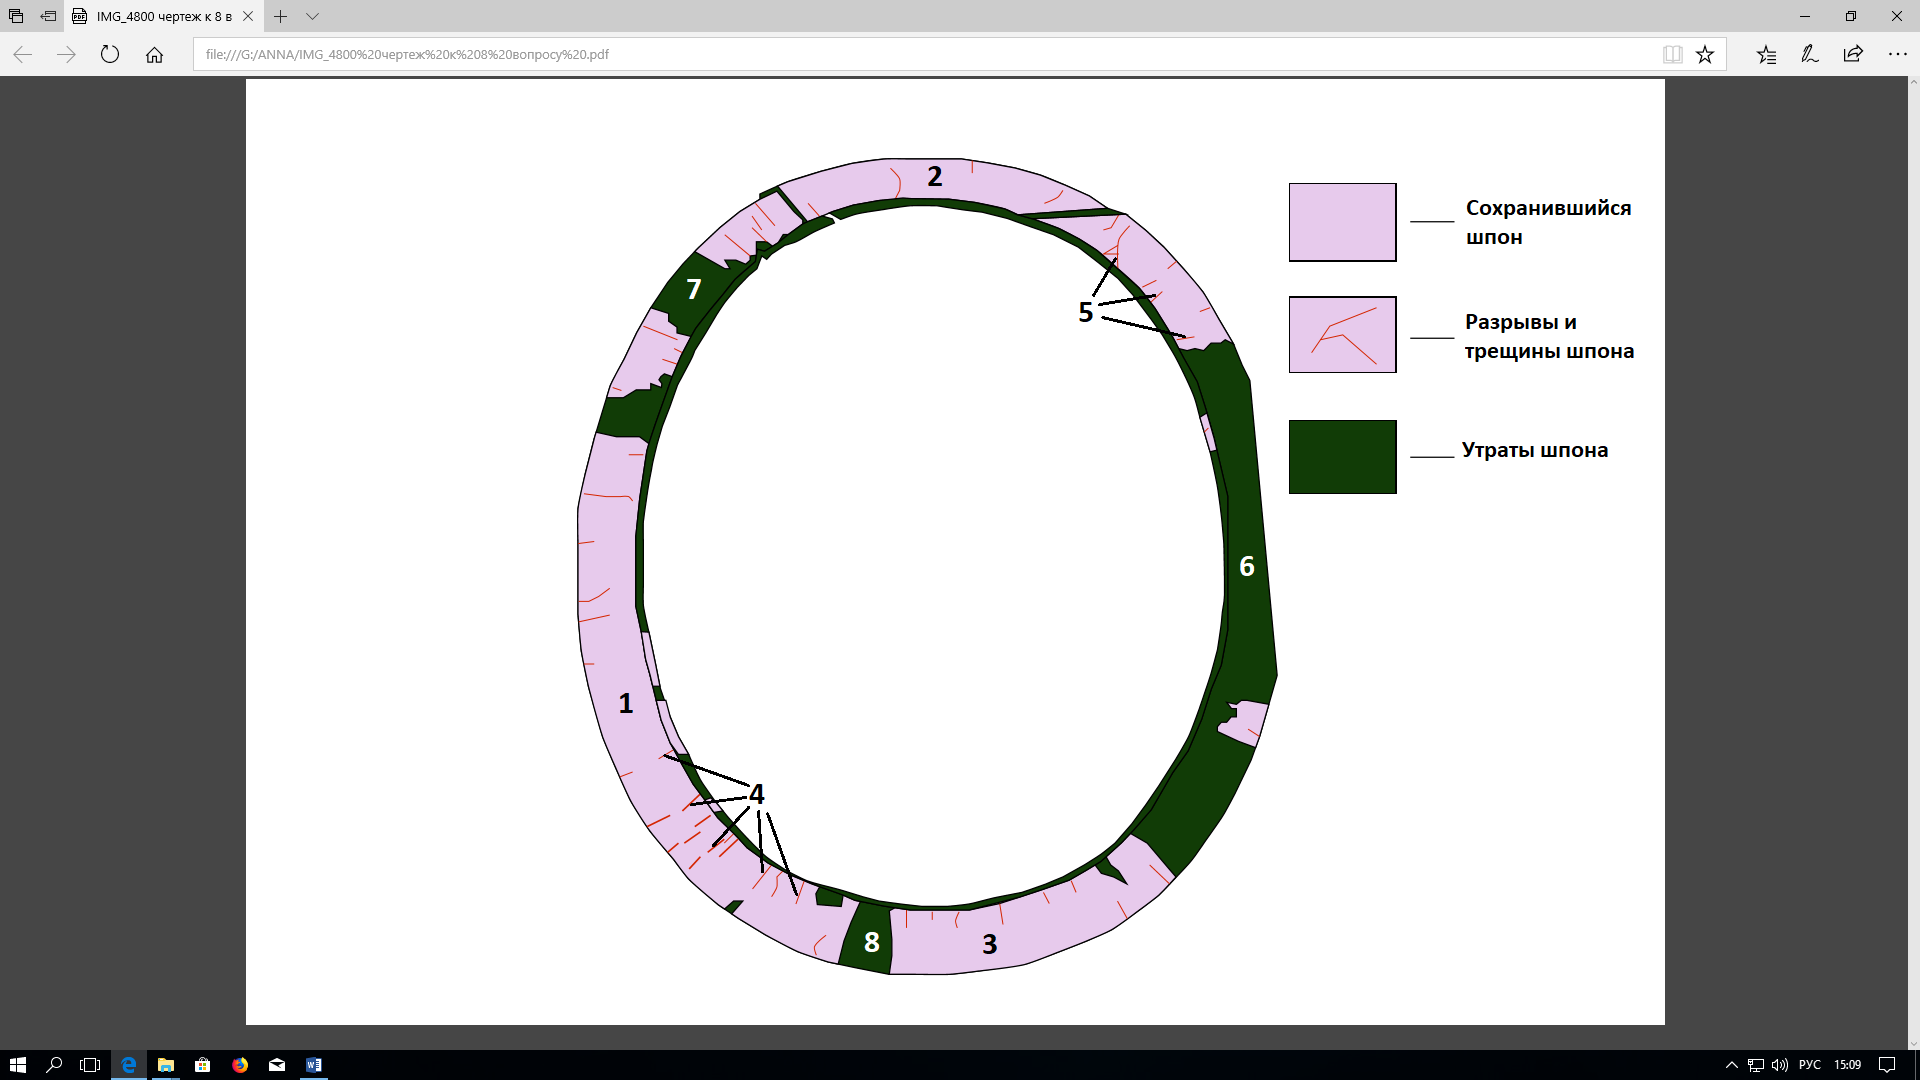 IMG_4800 чертеж к 8 в
file:///G:/ANNA/IMG_4800%20чертеж%20к%208%20вопросу%20.pdf
2
7
5
6
1
4
8
3
Сохранившийся
шпон
Разрывы и
трещины шпона
Утраты шпона
РУС
15:09